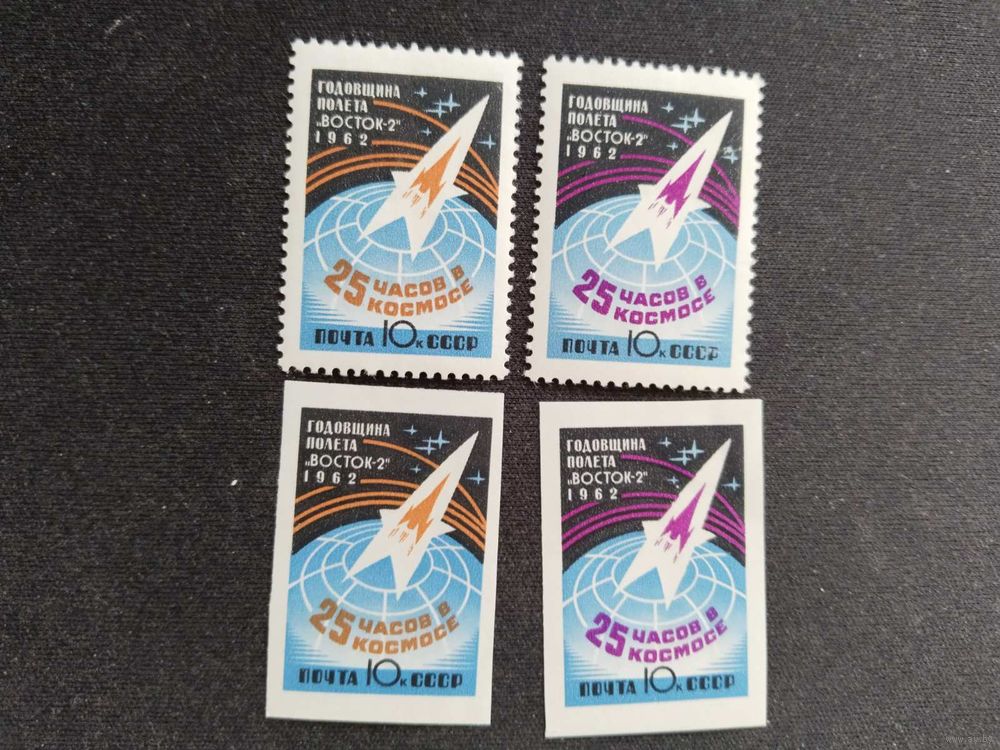 ГОДОВЩИНА
ПОЛЕТА
„ВОСТОК-2"
1962
25 ЧАСОВ В
КОСМОСЕ
ПОЧТА 10к СССР
ГОДОВЩИНА
ПОЛЕТА
„ВОСТОК-2"
1962
25 ЧАСОВ В
КОСМОСЕ
ПОЧТА 10к СССР
ГОДОВЩИНА
ПОЛЕТА
„ВОСТОК-2"
1962
25 ЧАСОВ В
КОСМОСЕ
ПОЧТА 10к СССР
ГОДОВЩИНА
ПОЛЕТА
„ВОСТОК-2"
1962
25 ЧАСОВ В
КОСМОСЕ
ПОЧТА 10к СССР